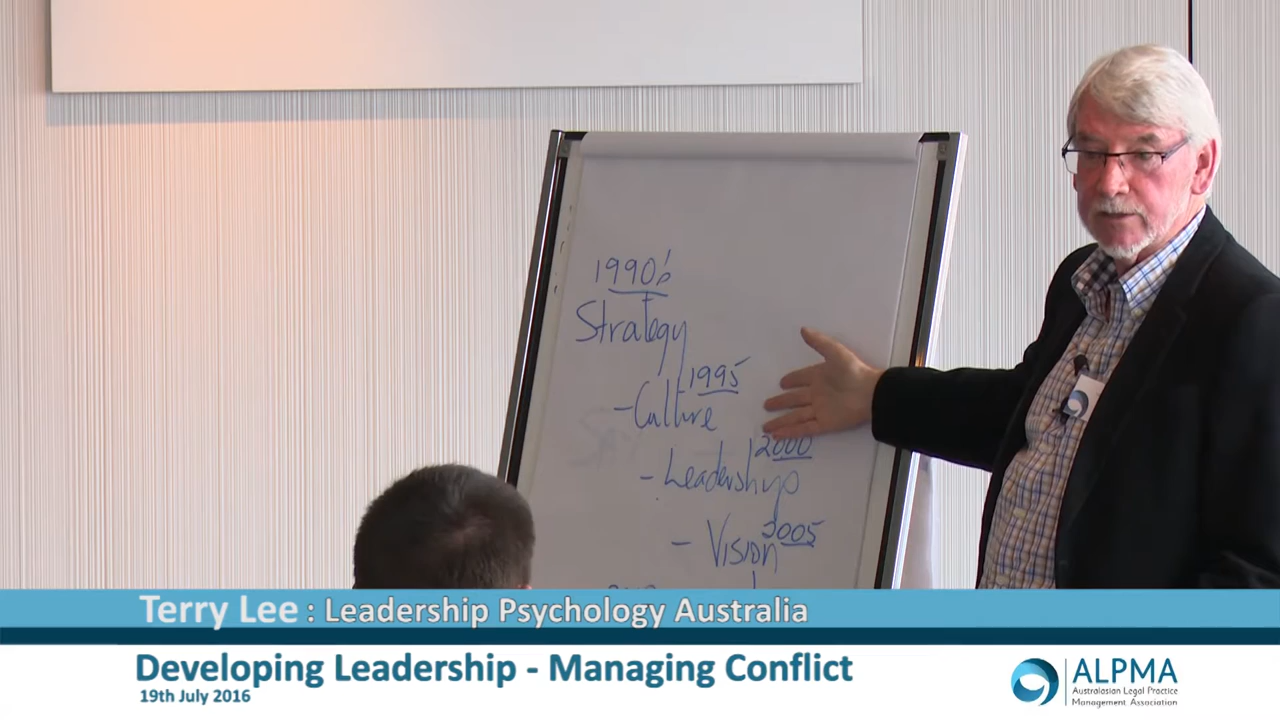 1990's
Strategy
1995
- Culture
2000
- Leadership
2005
- Vision
Terry Lee : Leadership Psychology Australia
Developing Leadership - Managing Conflict
19th July 2016
ALPMA
Australasian Legal Practice
Management Association